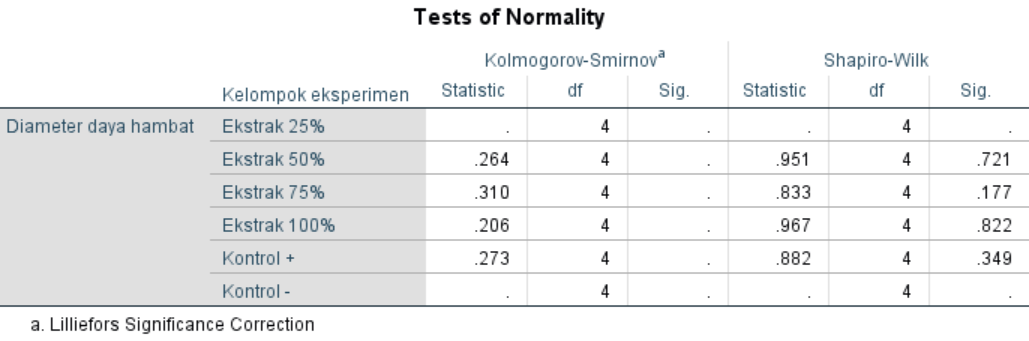 Tests of Normality
Kolmogorov-Smirnovᵃ Shapiro-Wilk
Kelompok eksperimen Statistic df Sig. Statistic df Sig.
Diameter daya hambat Ekstrak 25% . 4 . . 4 .
Ekstrak 50% .264 4 . .951 4 .721
Ekstrak 75% .310 4 . .833 4 .177
Ekstrak 100% .206 4 . .967 4 .822
Kontrol + .273 4 . .882 4 .349
Kontrol - . 4 . . 4 .
a. Lilliefors Significance Correction